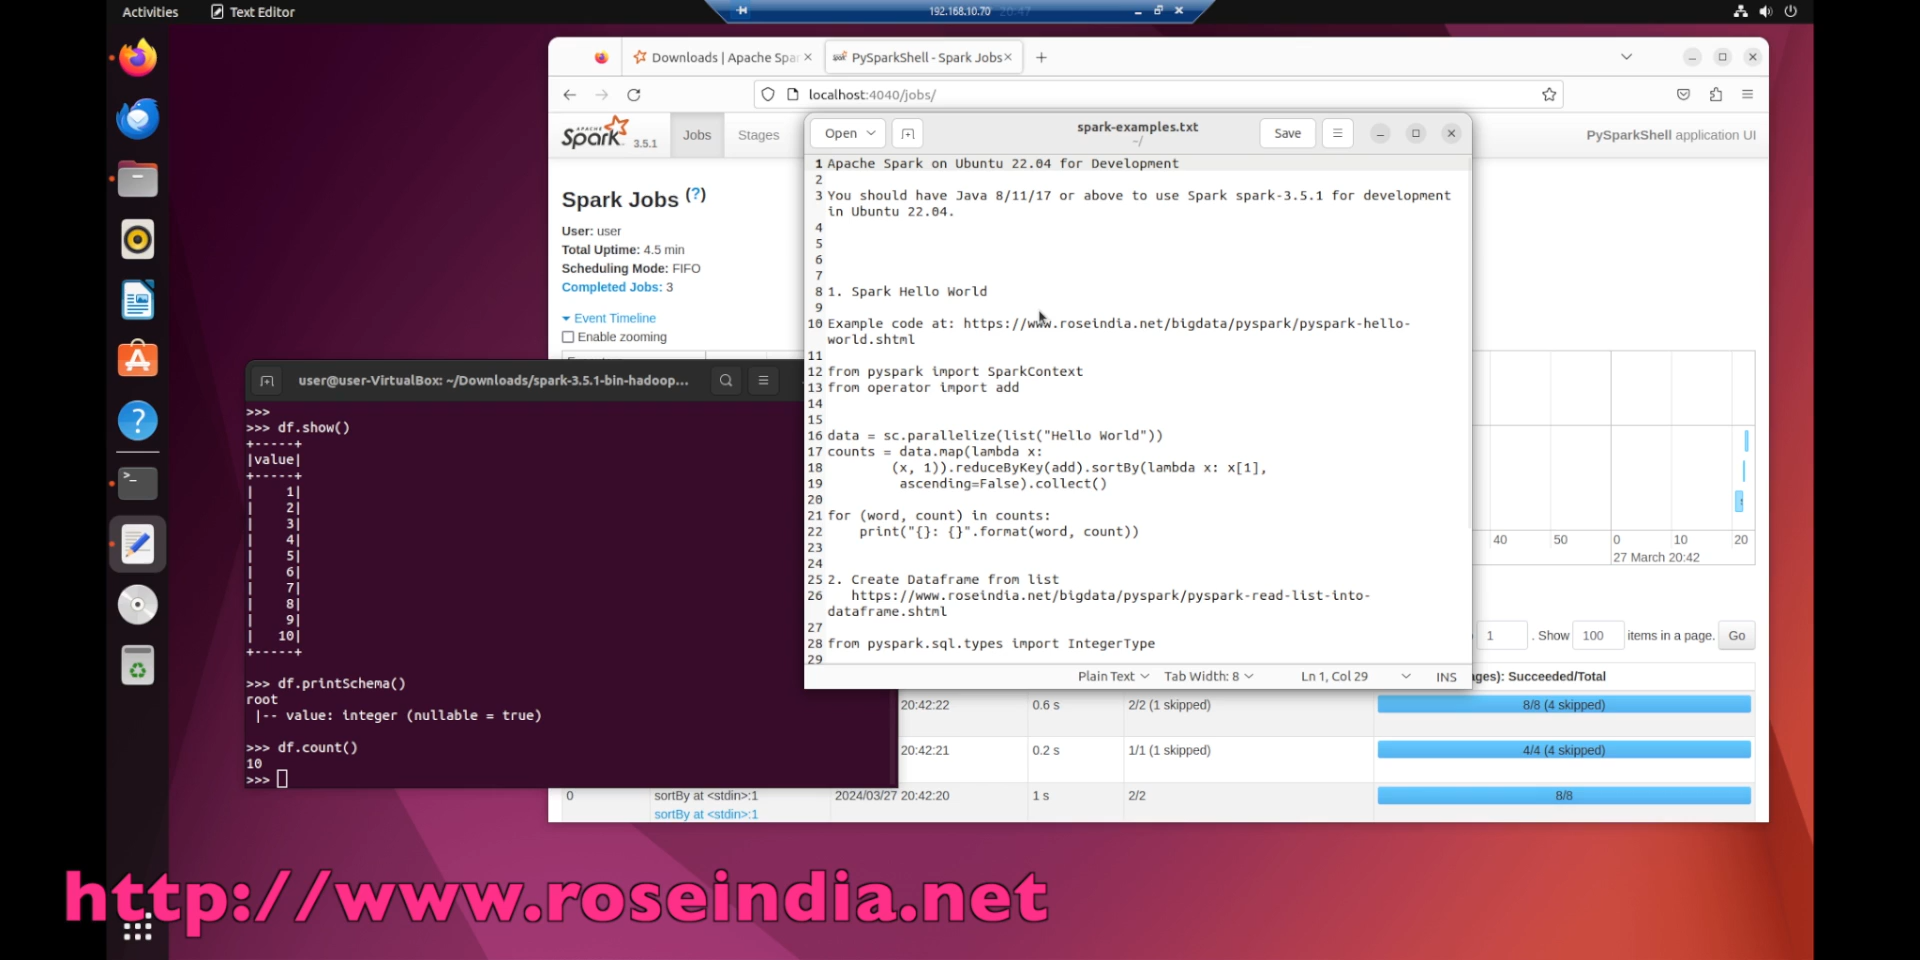 Activities
Text Editor
192.168.10.70
20:47
Downloads | Apache Spa
PySparkShell - Spark Jobs
localhost:4040/jobs/
APACHE
Spark 3.5.1
Jobs
Stages
PySparkShell application UI
Spark Jobs (?)
User: user
Total Uptime: 4.5 min
Scheduling Mode: FIFO
Completed Jobs: 3
Event Timeline
Enable zooming
Open
spark-examples.txt
~/
Save
1 Apache Spark on Ubuntu 22.04 for Development
2
3 You should have Java 8/11/17 or above to use Spark spark-3.5.1 for development
in Ubuntu 22.04.
4
5
6
7
8 1. Spark Hello World
9
10 Example code at: https://www.roseindia.net/bigdata/pyspark/pyspark-hello-
world.shtml
11
12 from pyspark import SparkContext
13 from operator import add
14
15
16 data = sc.parallelize(list("Hello World"))
17 counts = data.map(lambda x:
18 (x, 1)).reduceByKey(add).sortBy(lambda x: x[1],
19 ascending=False).collect()
20
21 for (word, count) in counts:
22 print("{}: {}".format(word, count))
23
24
25 2. Create Dataframe from list
26 https://www.roseindia.net/bigdata/pyspark/pyspark-read-list-into-
dataframe.shtml
27
28 from pyspark.sql.types import IntegerType
29
Plain Text
Tab Width: 8
Ln 1, Col 29
INS
user@user-VirtualBox: ~/Downloads/spark-3.5.1-bin-hadoop...
>>>
>>> df.show()
+-----+
|value|
+-----+
| 1|
| 2|
| 3|
| 4|
| 5|
| 6|
| 7|
| 8|
| 9|
| 10|
+-----+
>>> df.printSchema()
root
|-- value: integer (nullable = true)
>>> df.count()
10
>>>
40 50 0 10 20
27 March 20:42
1 . Show 100 items in a page. Go
ages): Succeeded/Total
20:42:22 0.6 s 2/2 (1 skipped) 8/8 (4 skipped)
20:42:21 0.2 s 1/1 (1 skipped) 4/4 (4 skipped)
0 sortBy at <stdin>:1 2024/03/27 20:42:20 1 s 2/2 8/8
sortBy at <stdin>:1
http://www.roseindia.net